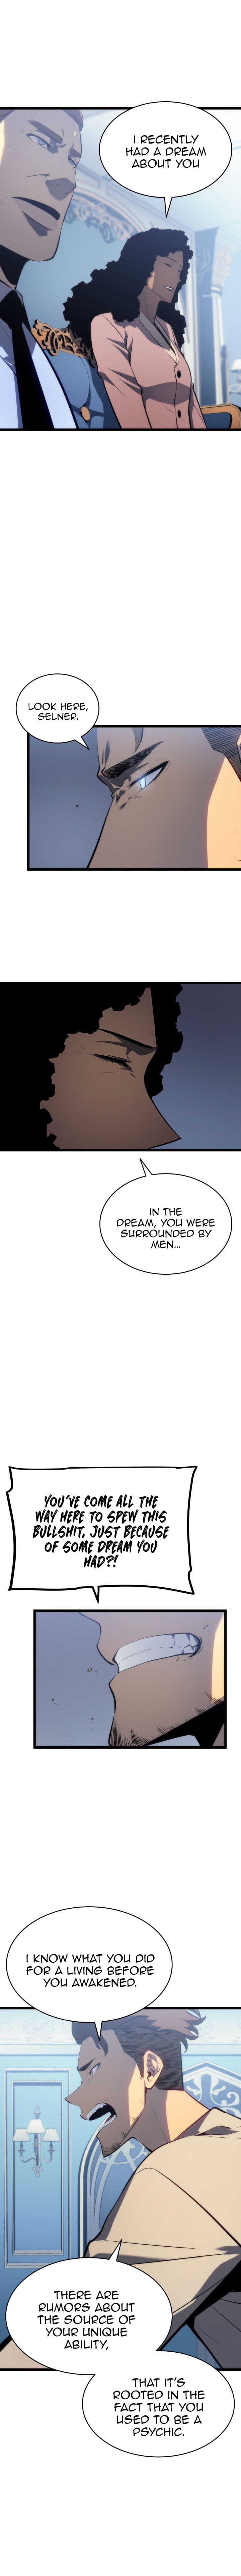 I RECENTLY
HAD A DREAM
ABOUT YOU
LOOK HERE,
SELNER.
IN THE
DREAM, YOU WERE
SURROUNDED BY
MEN...
YOU'VE COME ALL THE
WAY HERE TO SPEW THIS
BULLSHIT, JUST BECAUSE
OF SOME DREAM YOU
HAD?!
I KNOW WHAT YOU DID
FOR A LIVING BEFORE
YOU AWAKENED.
THERE ARE
RUMORS ABOUT
THE SOURCE OF
YOUR UNIQUE
ABILITY,
THAT IT'S
ROOTED IN THE
FACT THAT YOU
USED TO BE A
PSYCHIC.